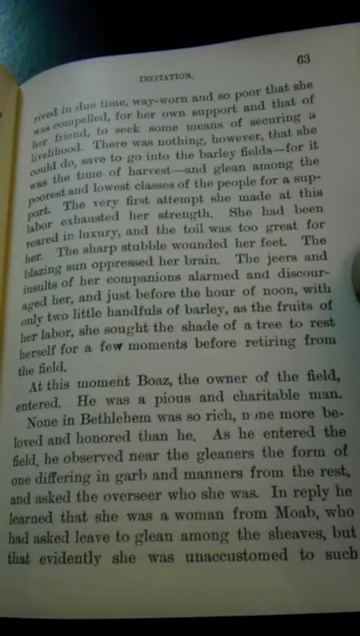 63
INITIATION.
rived in due time, way-worn and so poor that she
was compelled, for her own support and that of
her friend, to seek some means of securing a
livelihood. There was nothing, however, that she
could do, save to go into the barley fields—for it
was the time of harvest—and glean among the
poorest and lowest classes of the people for a sup-
port. The very first attempt she made at this
labor exhausted her strength. She had been
reared in luxury, and the toil was too great for
her. The sharp stubble wounded her feet. The
blazing sun oppressed her brain. The jeers and
insults of her companions alarmed and discour-
aged her, and just before the hour of noon, with
only two little handfuls of barley, as the fruits of
her labor, she sought the shade of a tree to rest
herself for a few moments before retiring from
the field.
At this moment Boaz, the owner of the field,
entered. He was a pious and charitable man.
None in Bethlehem was so rich, none more be-
loved and honored than he. As he entered the
field, he observed near the gleaners the form of
one differing in garb and manners from the rest,
and asked the overseer who she was. In reply he
learned that she was a woman from Moab, who
had asked leave to glean among the sheaves, but
that evidently she was unaccustomed to such